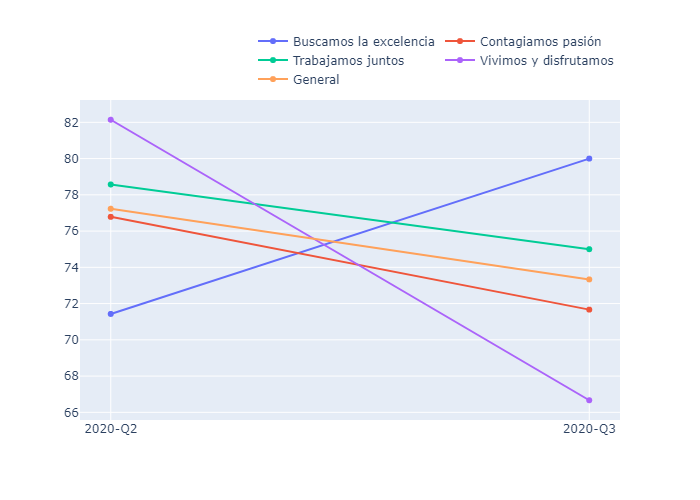 Buscamos la excelencia Contagiamos pasión
Trabajamos juntos Vivimos y disfrutamos
General
82
80
78
76
74
72
70
68
66
2020-Q2 2020-Q3